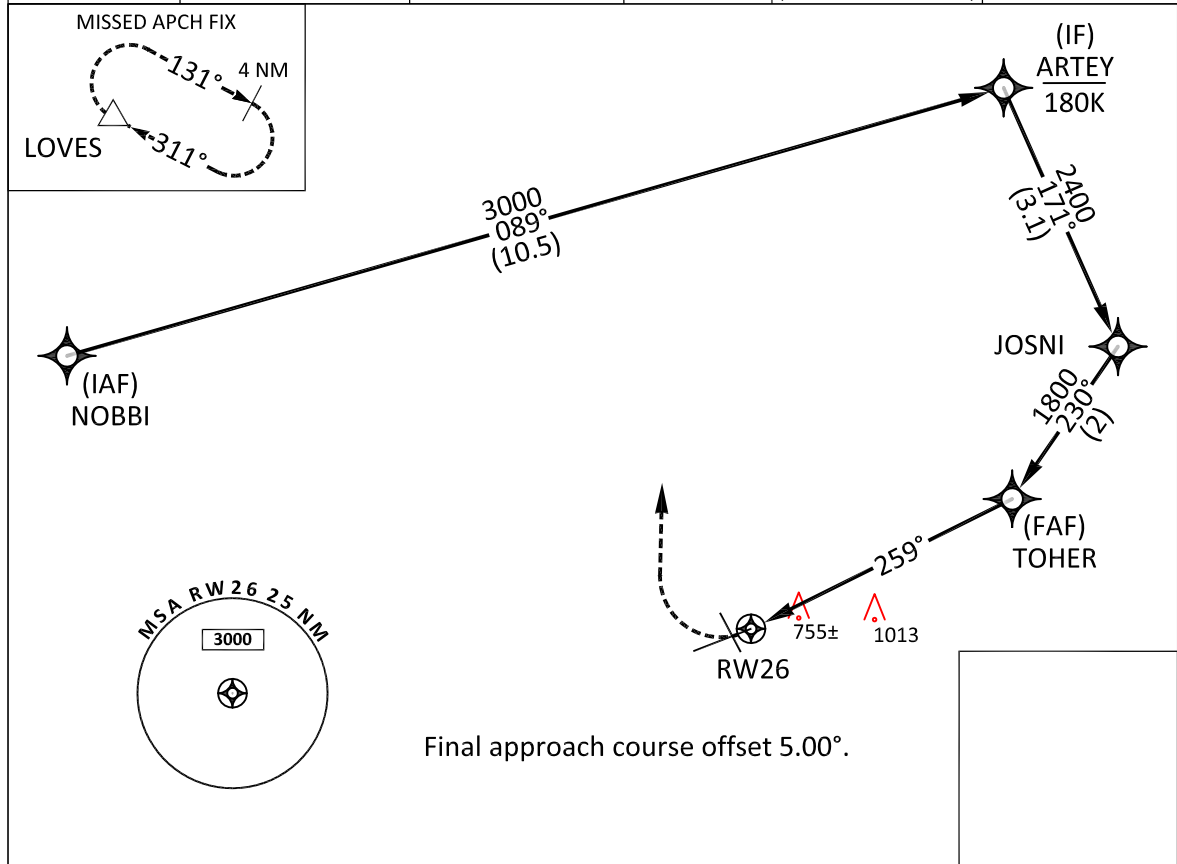 MISSED APCH FIX
131°
4 NM
LOVES
311°
(IF)
ARTEY
180K
3000
089°
(10.5)
2400
171°
(3.1)
JOSNI
(IAF)
NOBBI
1800
230°
(2)
(FAF)
TOHER
259°
755±
1013
RW26
MSA RW26 25 NM
3000
Final approach course offset 5.00°.